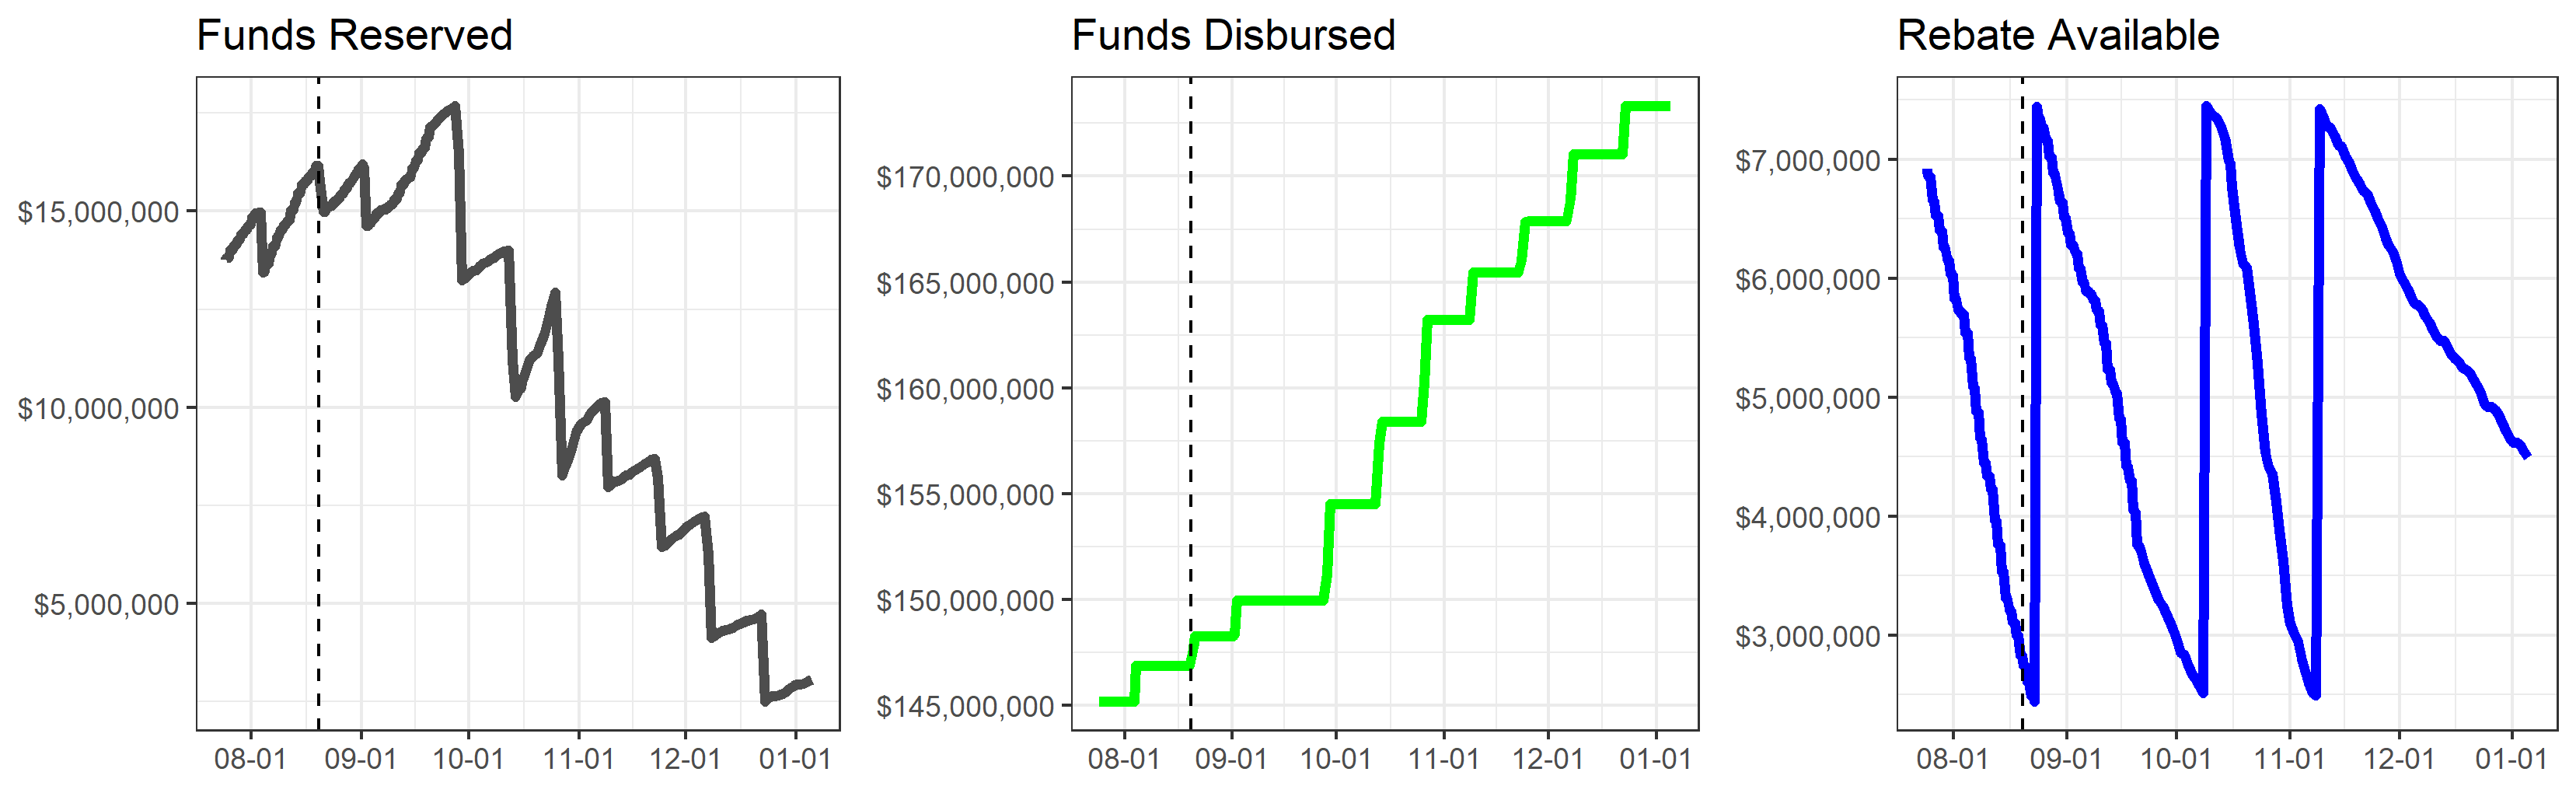 Funds Reserved
$15,000,000
$10,000,000
$5,000,000
08-01 09-01 10-01 11-01 12-01 01-01
Funds Disbursed
$170,000,000
$165,000,000
$160,000,000
$155,000,000
$150,000,000
$145,000,000
08-01 09-01 10-01 11-01 12-01 01-01
Rebate Available
$7,000,000
$6,000,000
$5,000,000
$4,000,000
$3,000,000
08-01 09-01 10-01 11-01 12-01 01-01